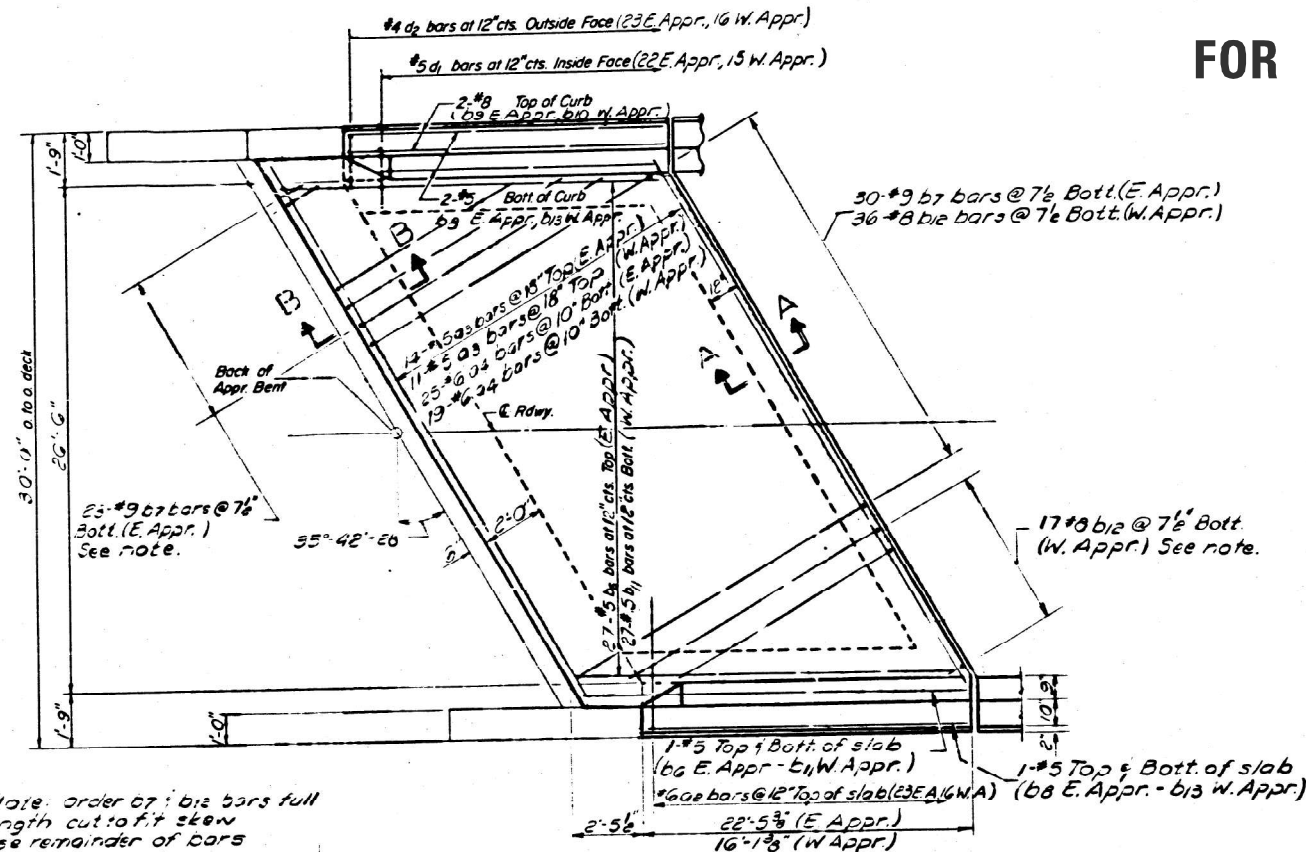 #4 d2 bars at 12" cts. Outside Face (23 E. Appr., 16 W. Appr.)
FOR
#5 d1 bars at 12" cts. Inside Face (22 E. Appr., 15 W. Appr.)
2-#8 Top of Curb
(b9 E. Appr. b10 W. Appr.)
1'-9"
1'-0"
2-#5 Bott of Curb
b9 E. Appr., b13 W. Appr.
30-#9 b7 bars @ 7½ Bott. (E. Appr.)
36-#8 b12 bars @ 7½ Bott. (W. Appr.)
B
B
14-#5 a3 bars @ 18" Top (E. Appr.)
11-#5 a3 bars @ 18" Top (W. Appr.)
25-#6 a4 bars @ 10" Bott. (E. Appr.)
19-#6 a4 bars @ 10" Bott. (W. Appr.)
18"
A
A
Back of
Appr. Bent
₵ Rdwy.
30'-0" o. to o. deck
26'-6"
27-#5 b6 bars at 12" cts. Top (E. Appr.)
27-#5 b11 bars at 12" cts. Bott. (W. Appr.)
23-#9 b7 bars @ 7½"
Bott. (E. Appr.)
See note.
35°-42'-28
2'-0"
17 #8 b12 @ 7½" Bott.
(W. Appr.) See note.
1'-9"
1'-0"
9"
10"
2"
1-#5 Top & Bott. of slab
(b6 E. Appr - b11 W. Appr.)
1-#5 Top & Bottom of slab
(b8 E. Appr. - b13 W. Appr.)
#6 a2 bars @ 12" Top of slab (23 E.A, 16 W.A)
Note: order b7 & b12 bars full
length cut to fit skew
use remainder of bars
2'-5½"
22'-5⅜" (E. Appr.)
16'-1⅜" (W. Appr.)